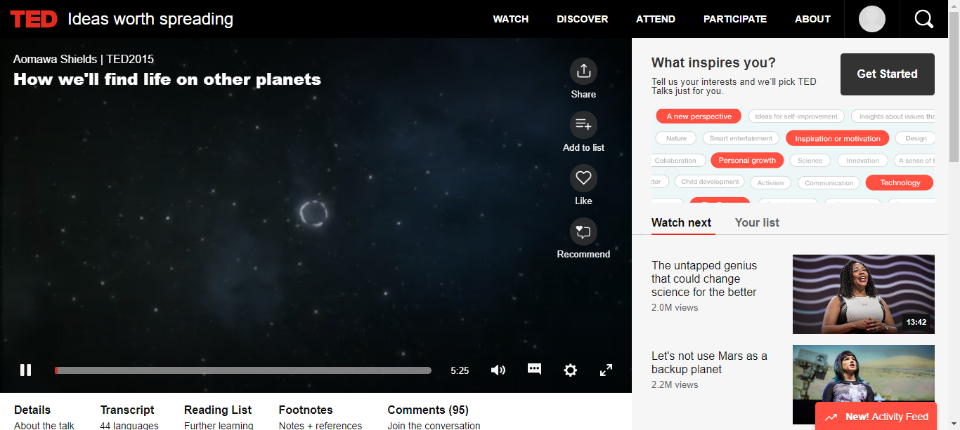 TED Ideas worth spreading
WATCH DISCOVER ATTEND PARTICIPATE ABOUT
Aomawa Shields | TED2015
How we'll find life on other planets
Share
Add to list
Like
Recommend
5:25
What inspires you?
Tell us your interests and we'll pick TED
Talks just for you.
Get Started
A new perspective Ideas for self-improvement Insights about issues tha
Nature Smart entertainment Inspiration or motivation Design
Collaboration Personal growth Science Innovation A sense of
Child development Activism Communication Technology
Watch next Your list
The untapped genius
that could change
science for the better
2.0M views
13:42
Let's not use Mars as a
backup planet
2.2M views
New! Activity Feed
Details Transcript Reading List Footnotes Comments (95)
About the talk 44 languages Further learning Notes + references Join the conversation